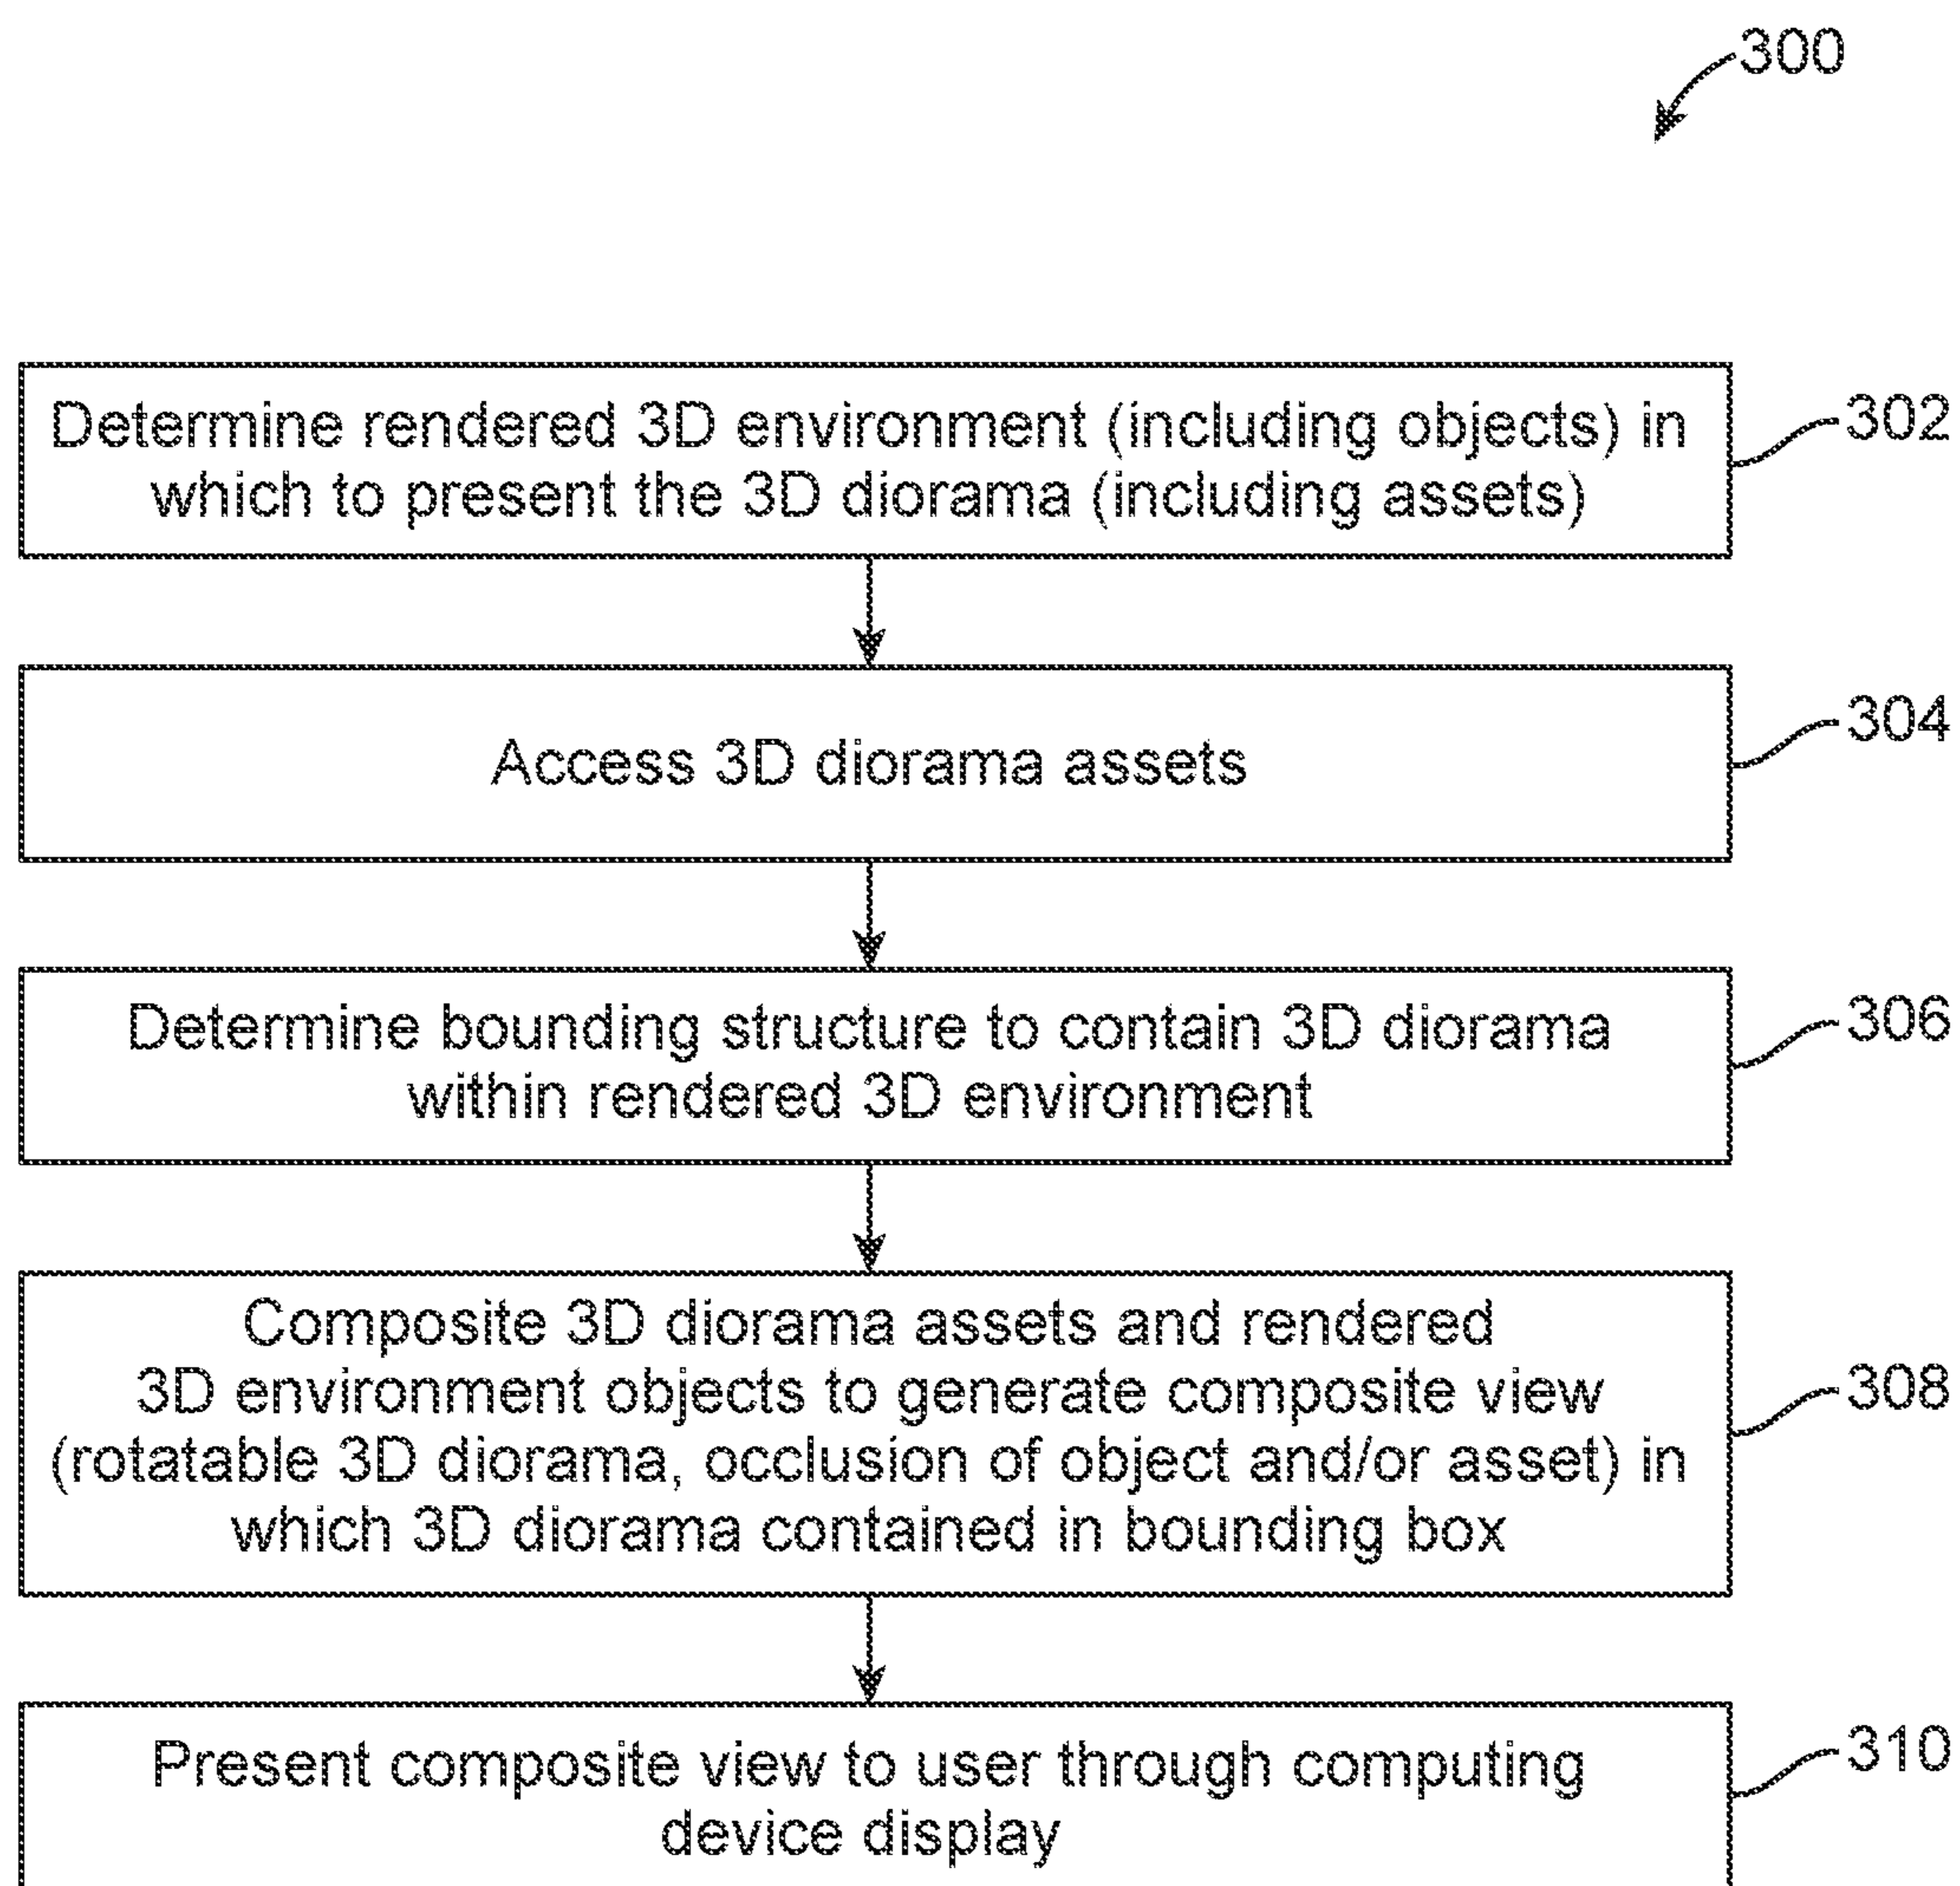 300
Determine rendered 3D environment (including objects) in
which to present the 3D diorama (including assets)
302
Access 3D diorama assets
304
Determine bounding structure to contain 3D diorama
within rendered 3D environment
306
Composite 3D diorama assets and rendered
3D environment objects to generate composite view
(rotatable 3D diorama, occlusion of object and/or asset) in
which 3D diorama contained in bounding box
308
Present composite view to user through computing
device display
310